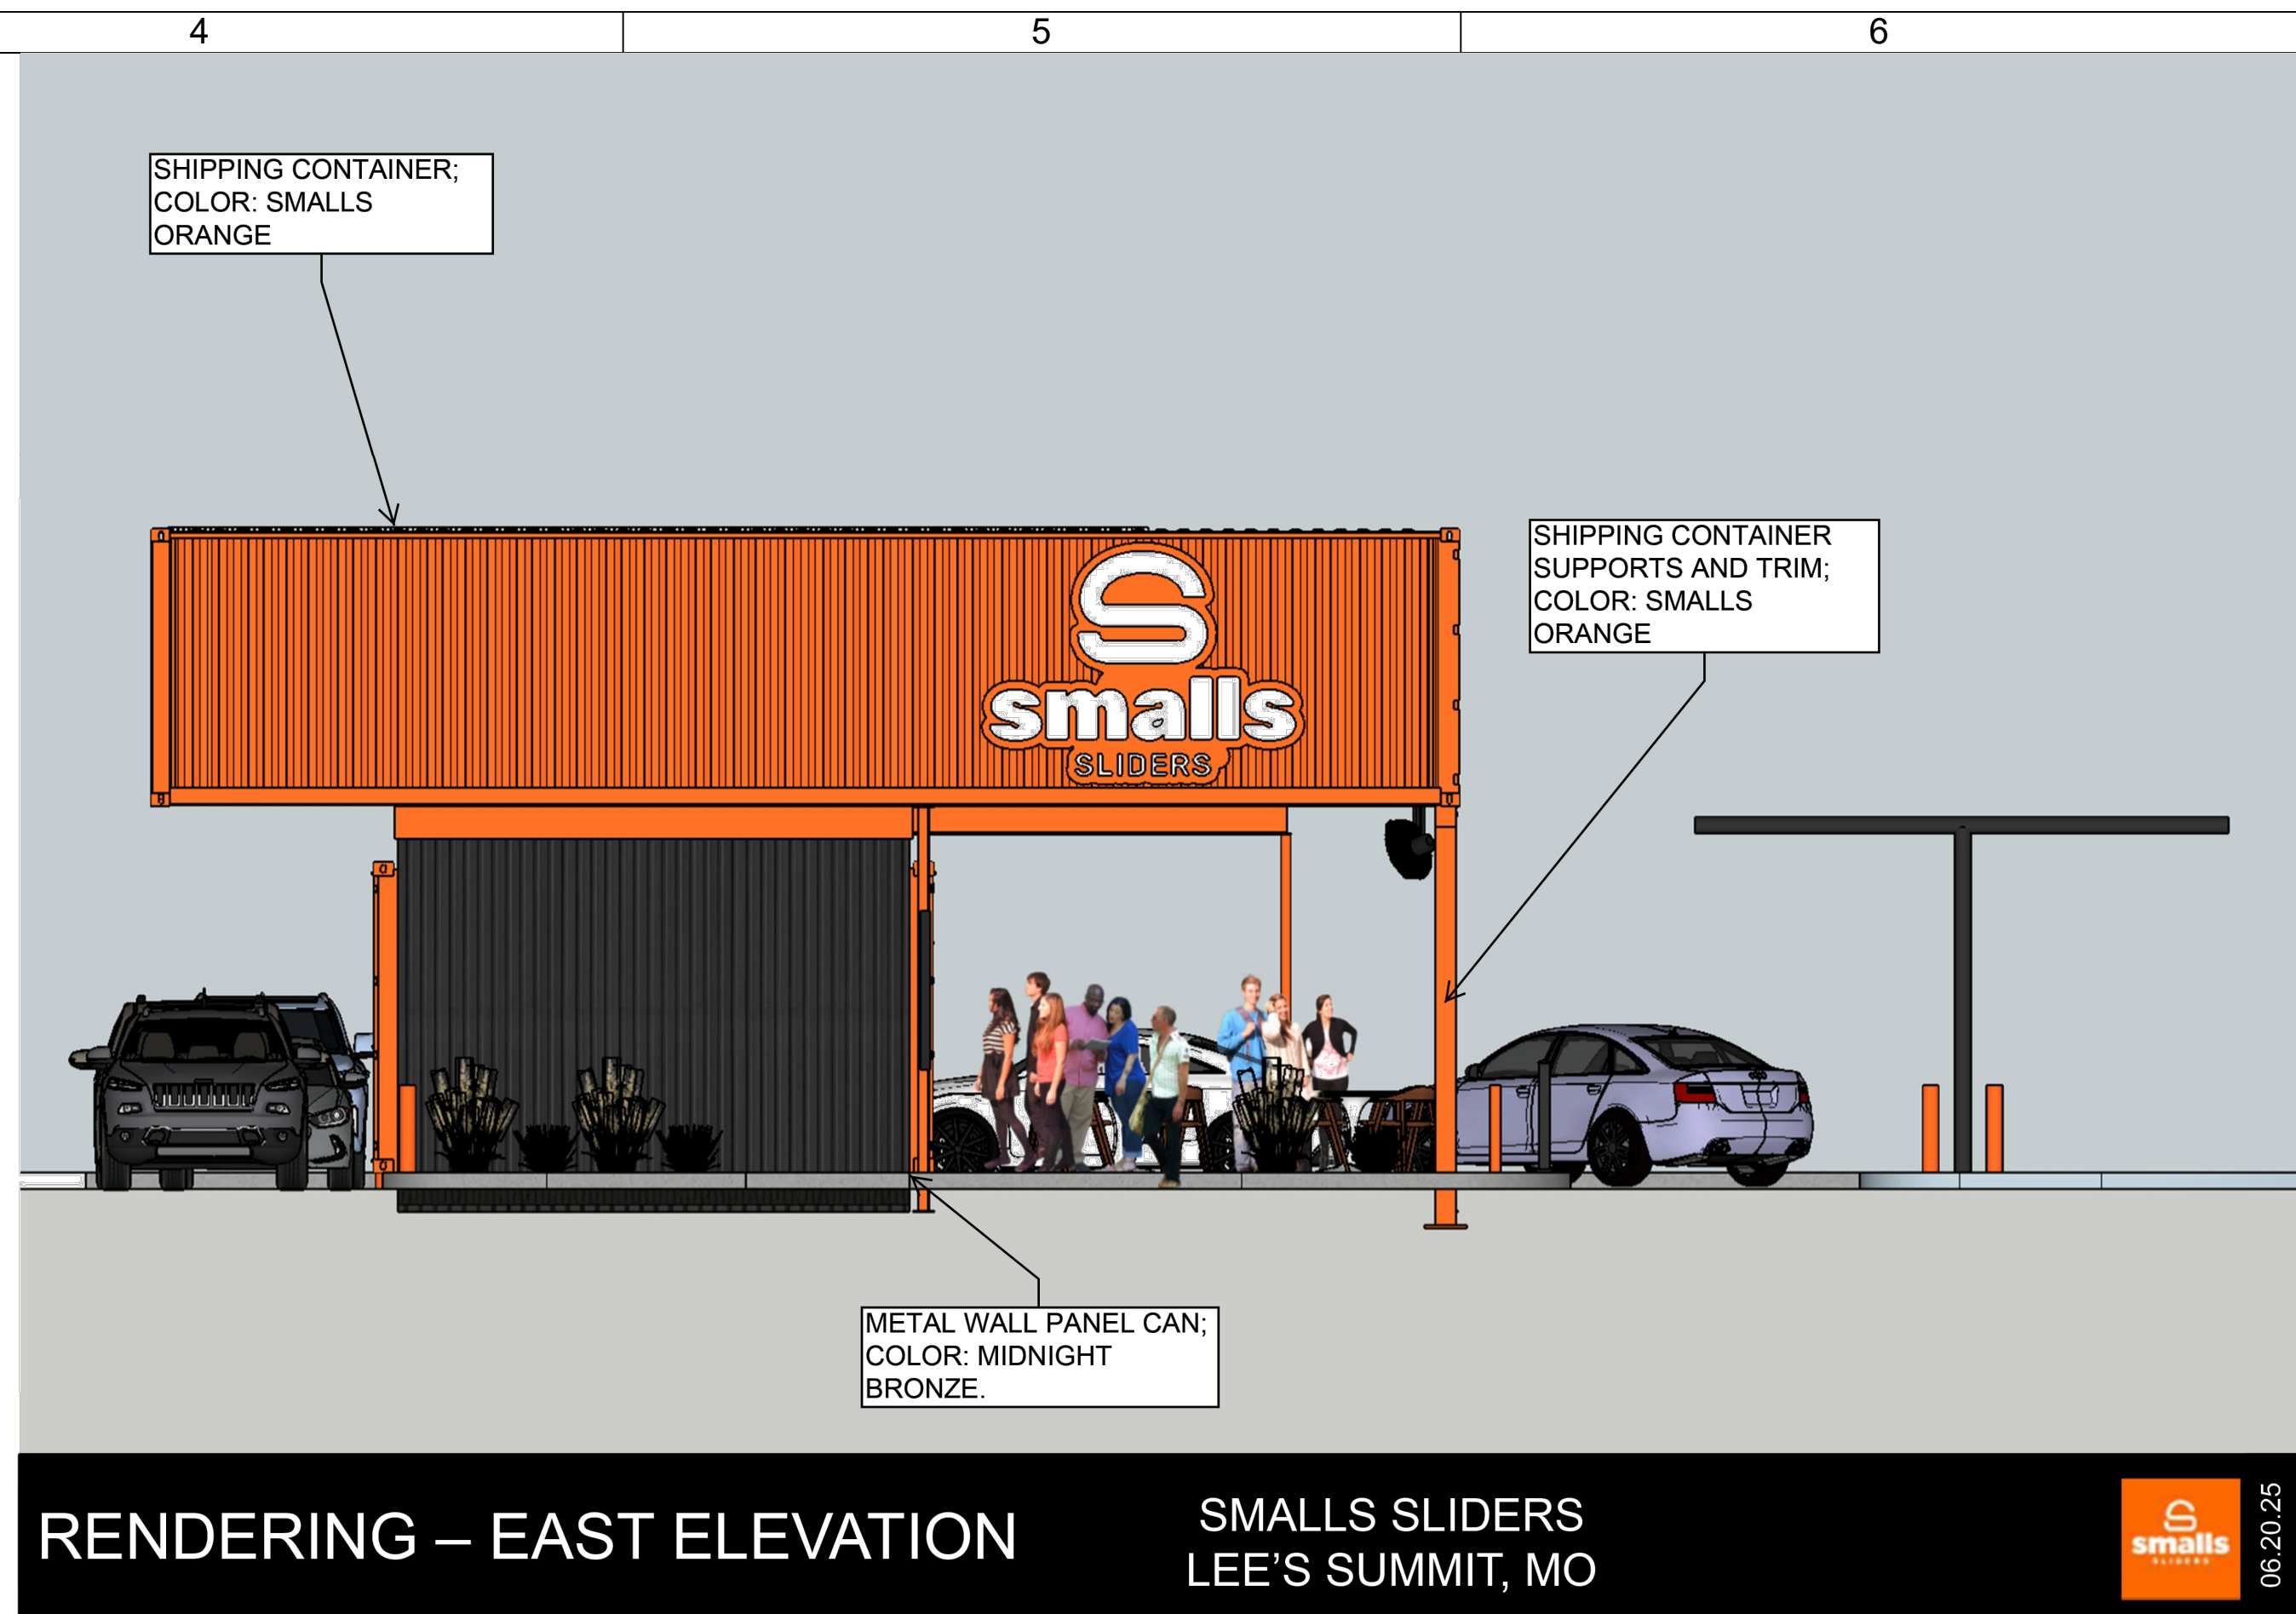 4
5
6
SHIPPING CONTAINER;
COLOR: SMALLS
ORANGE
SHIPPING CONTAINER
SUPPORTS AND TRIM;
COLOR: SMALLS
ORANGE
S
smalls
SLIDERS
METAL WALL PANEL CAN;
COLOR: MIDNIGHT
BRONZE.
RENDERING – EAST ELEVATION
SMALLS SLIDERS
LEE’S SUMMIT, MO
S
smalls
SLIDERS
06.20.25